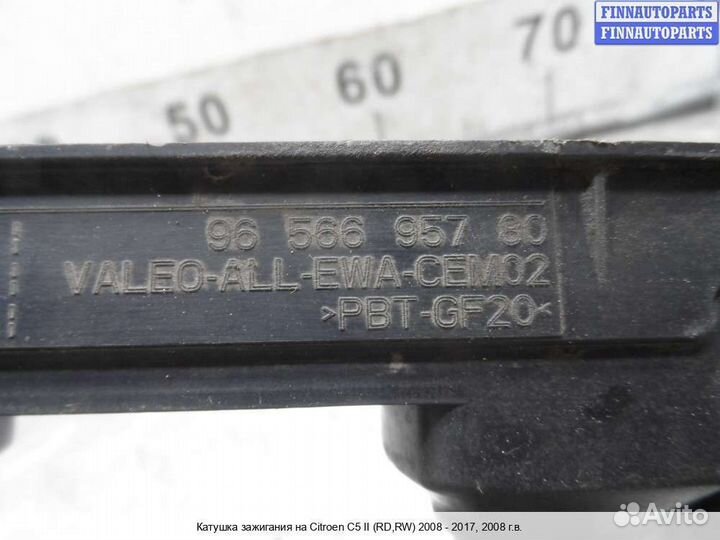 FINNAUTOPARTS
FINNAUTOPARTS
50 60 70
96 566 957 80
VALEO-ALL-EWA-CEM02
>PBT-GF20<
Катушка зажигания на Citroen C5 II (RD,RW) 2008 - 2017, 2008 г.в.
Avito